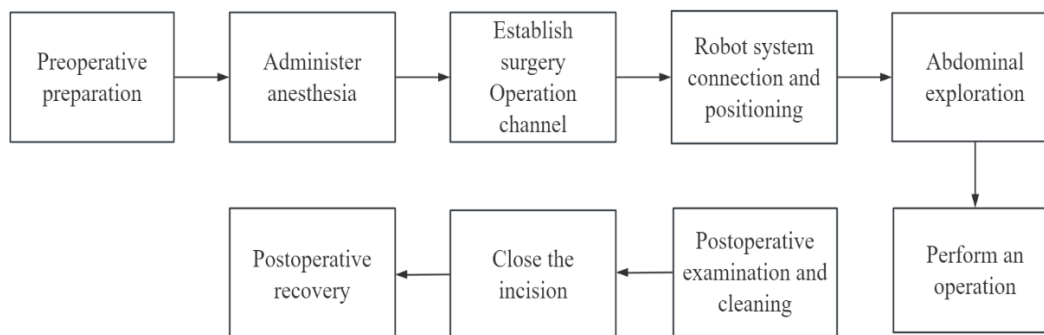 Preoperative
preparation
Administer
anesthesia
Establish
surgery
Operation
channel
Robot system
connection and
positioning
Abdominal
exploration
Perform an
operation
Postoperative
examination and
cleaning
Close the
incision
Postoperative
recovery